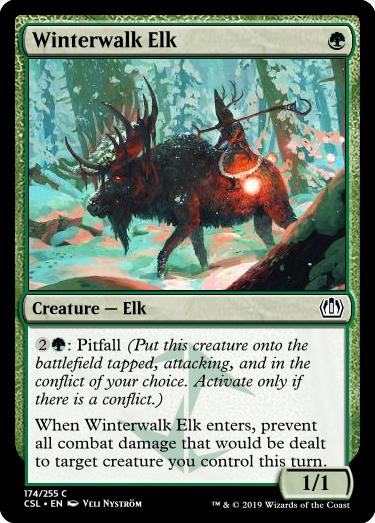 Winterwalk Elk
Creature — Elk
2: Pitfall (Put this creature onto the
battlefield tapped, attacking, and in the
conflict of your choice. Activate only if
there is a conflict.)
When Winterwalk Elk enters, prevent
all combat damage that would be dealt
to target creature you control this turn.
1/1
174/255 C
CSL • EN Veli Nyström
™ & © 2019 Wizards of the Coast